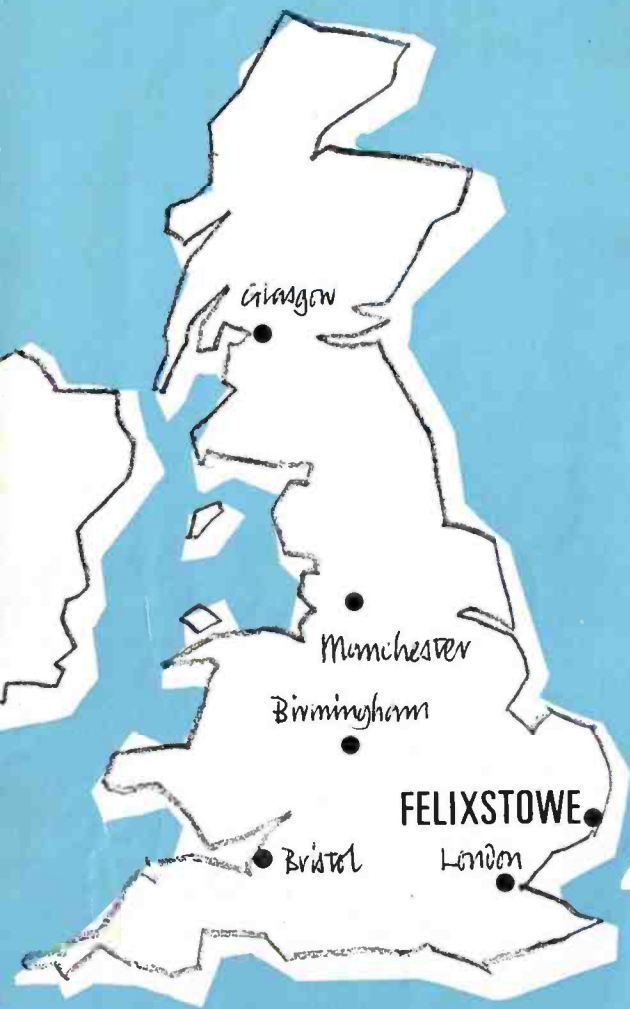 Glasgow
Manchester
Birmingham
FELIXSTOWE
Bristol
London